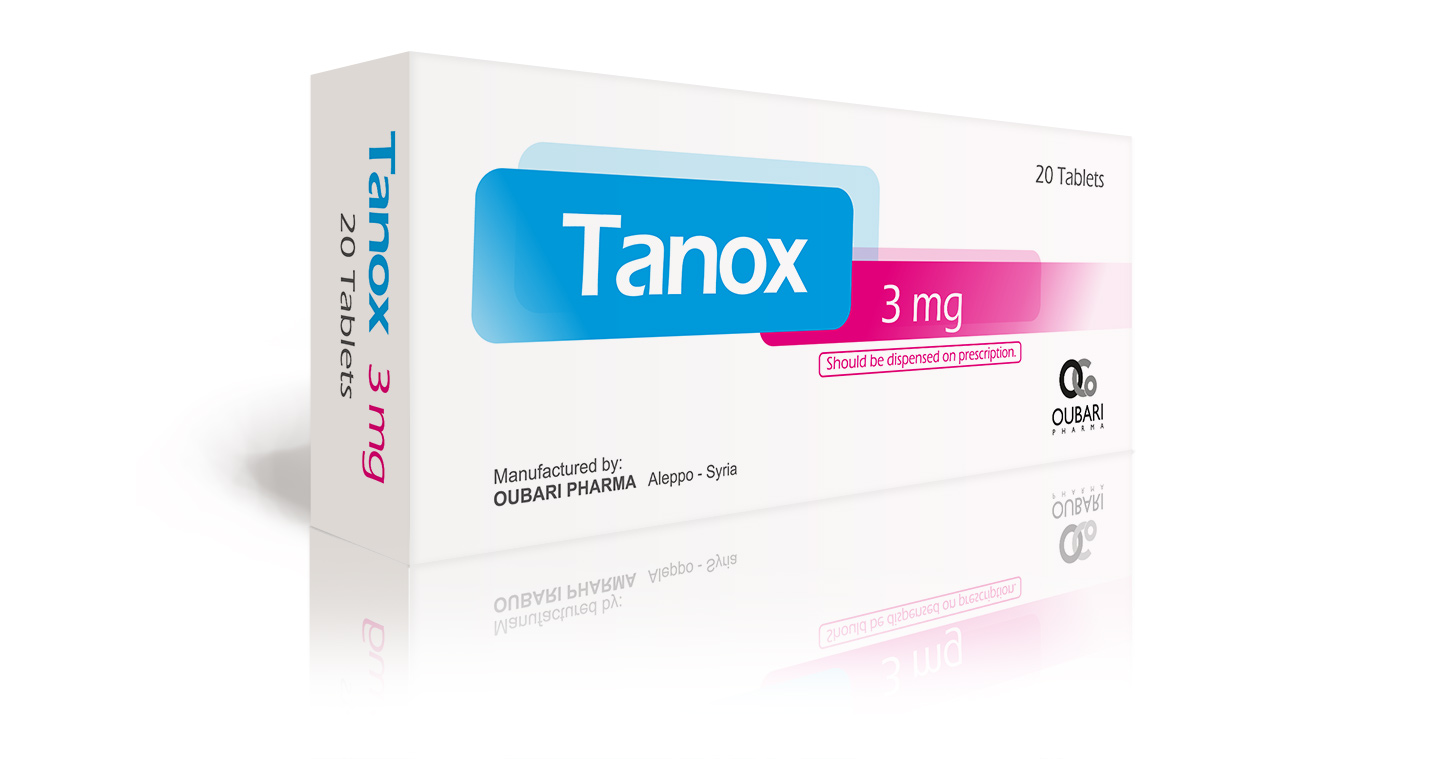 Tanox 3 mg
20 Tablets
20 Tablets
Tanox
3 mg
Should be dispensed on prescription.
OUBARI
PHARMA
Manufactured by:
OUBARI PHARMA Aleppo - Syria